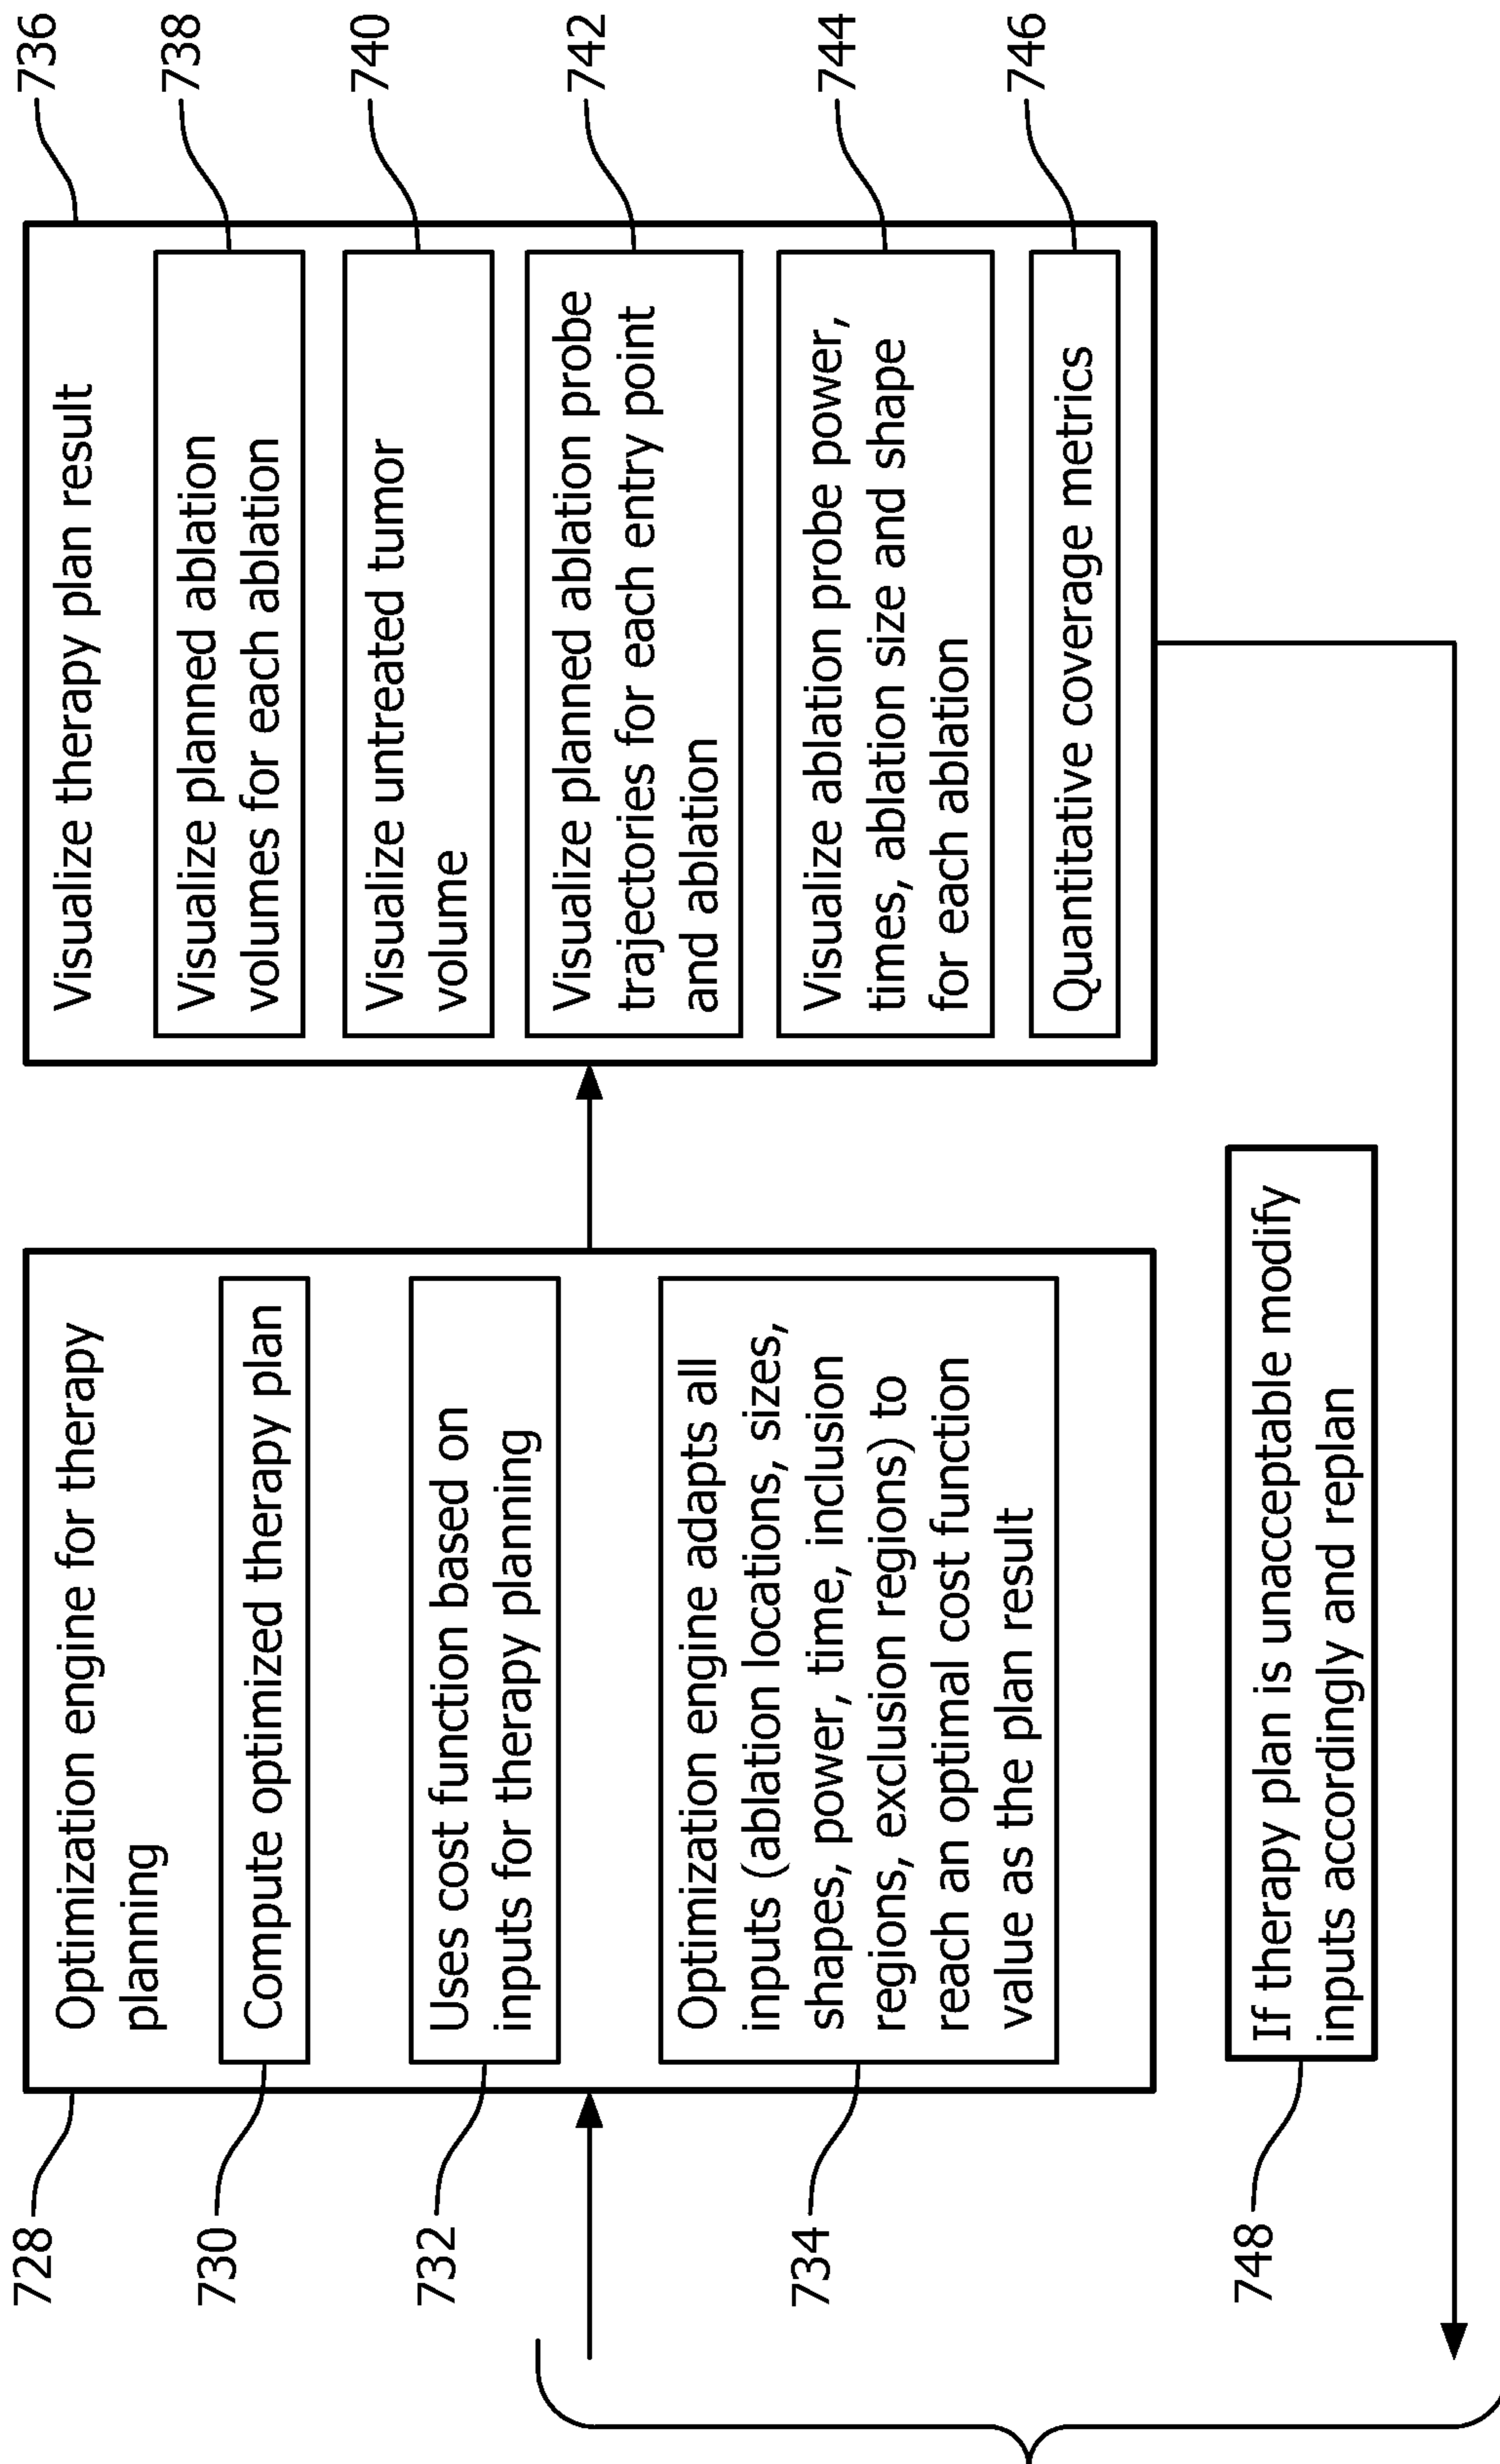 728
Optimization engine for therapy
planning
730
Compute optimized therapy plan
732
Uses cost function based on
inputs for therapy planning
734
Optimization engine adapts all
inputs (ablation locations, sizes,
shapes, power, time, inclusion
regions, exclusion regions) to
reach an optimal cost function
value as the plan result
736
Visualize therapy plan result
738
Visualize planned ablation
volumes for each ablation
740
Visualize untreated tumor
volume
742
Visualize planned ablation probe
trajectories for each entry point
and ablation
744
Visualize ablation probe power,
times, ablation size and shape
for each ablation
746
Quantitative coverage metrics
748
If therapy plan is unacceptable modify
inputs accordingly and replan